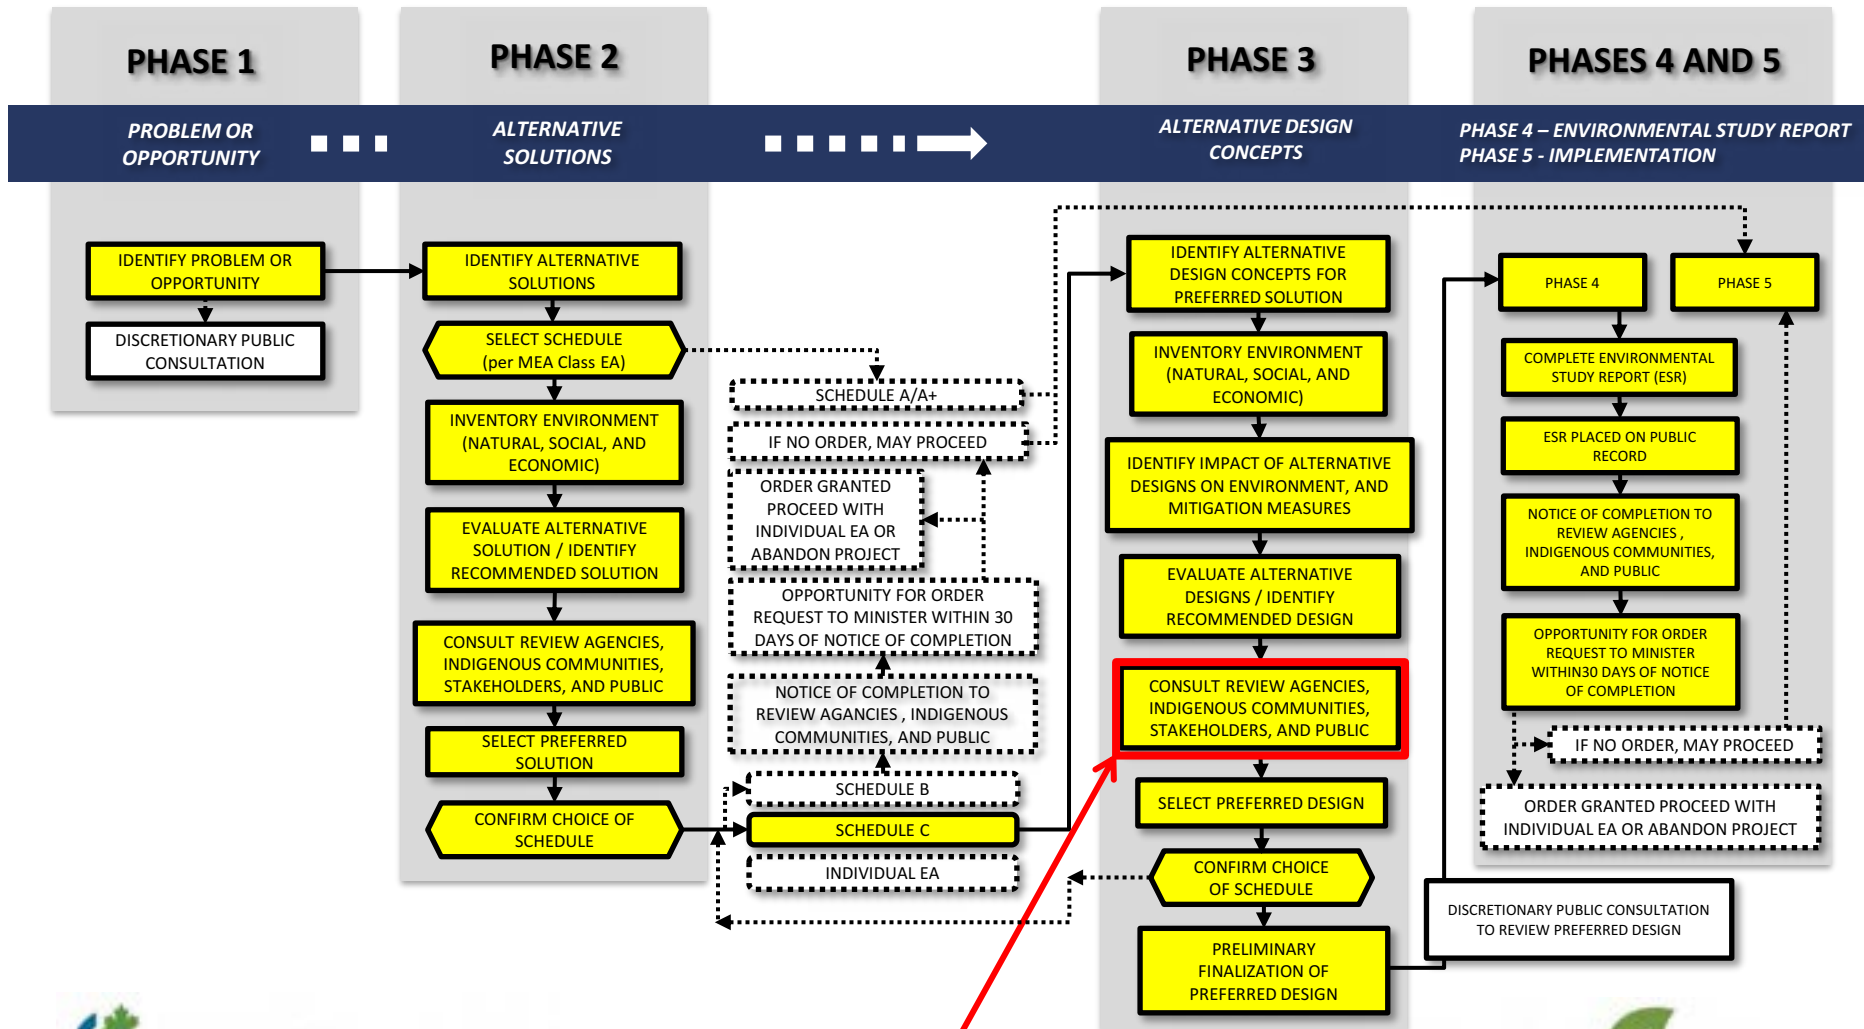 PHASE 1
PROBLEM OR
OPPORTUNITY
IDENTIFY PROBLEM OR
OPPORTUNITY
DISCRETIONARY PUBLIC
CONSULTATION
PHASE 2
ALTERNATIVE
SOLUTIONS
IDENTIFY ALTERNATIVE
SOLUTIONS
SELECT SCHEDULE
(per MEA Class EA)
INVENTORY ENVIRONMENT
(NATURAL, SOCIAL, AND
ECONOMIC)
EVALUATE ALTERNATIVE
SOLUTION / IDENTIFY
RECOMMENDED SOLUTION
CONSULT REVIEW AGENCIES,
INDIGENOUS COMMUNITIES,
STAKEHOLDERS, AND PUBLIC
SELECT PREFERRED
SOLUTION
CONFIRM CHOICE OF
SCHEDULE
SCHEDULE A/A+
IF NO ORDER, MAY PROCEED
ORDER GRANTED
PROCEED WITH
INDIVIDUAL EA OR
ABANDON PROJECT
OPPORTUNITY FOR ORDER
REQUEST TO MINISTER WITHIN 30
DAYS OF NOTICE OF COMPLETION
NOTICE OF COMPLETION TO
REVIEW AGANCIES , INDIGENOUS
COMMUNITIES, AND PUBLIC
SCHEDULE B
SCHEDULE C
INDIVIDUAL EA
PHASE 3
ALTERNATIVE DESIGN
CONCEPTS
IDENTIFY ALTERNATIVE
DESIGN CONCEPTS FOR
PREFERRED SOLUTION
INVENTORY ENVIRONMENT
(NATURAL, SOCIAL, AND
ECONOMIC)
IDENTIFY IMPACT OF ALTERNATIVE
DESIGNS ON ENVIRONMENT, AND
MITIGATION MEASURES
EVALUATE ALTERNATIVE
DESIGNS / IDENTIFY
RECOMMENDED DESIGN
CONSULT REVIEW AGENCIES,
INDIGENOUS COMMUNITIES,
STAKEHOLDERS, AND PUBLIC
SELECT PREFERRED DESIGN
CONFIRM CHOICE
OF SCHEDULE
PRELIMINARY
FINALIZATION OF
PREFERRED DESIGN
PHASES 4 AND 5
PHASE 4 – ENVIRONMENTAL STUDY REPORT
PHASE 5 - IMPLEMENTATION
PHASE 4
PHASE 5
COMPLETE ENVIRONMENTAL
STUDY REPORT (ESR)
ESR PLACED ON PUBLIC
RECORD
NOTICE OF COMPLETION TO
REVIEW AGENCIES ,
INDIGENOUS COMMUNITIES,
AND PUBLIC
OPPORTUNITY FOR ORDER
REQUEST TO MINISTER
WITHIN30 DAYS OF NOTICE
OF COMPLETION
IF NO ORDER, MAY PROCEED
ORDER GRANTED PROCEED WITH
INDIVIDUAL EA OR ABANDON PROJECT
DISCRETIONARY PUBLIC CONSULTATION
TO REVIEW PREFERRED DESIGN